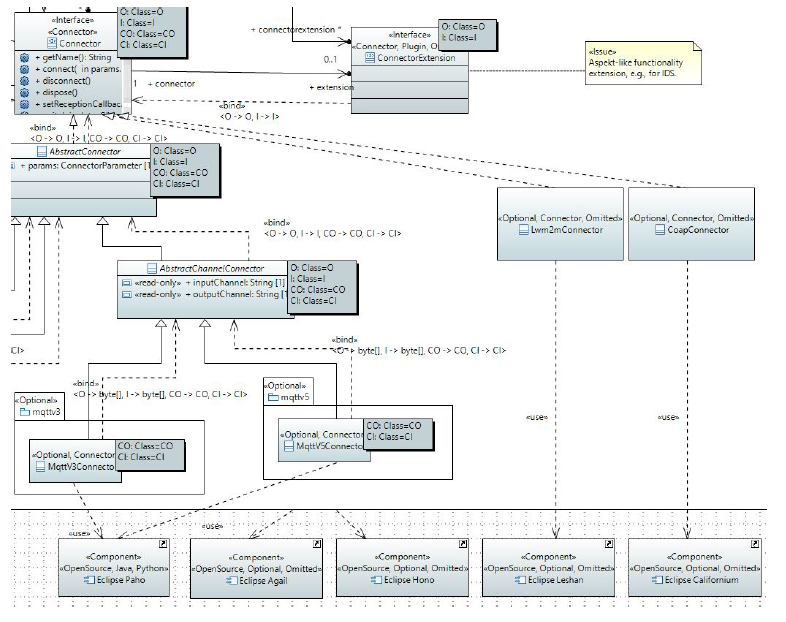 «Interface»
«Connector»
Connector
O: Class=O
I: Class=I
CO: Class=CO
CI: Class=CI
+ getName(): String
+ connect( in params
+ disconnect()
+ dispose()
+ setReceptionCallbac
+ connectorextension *
«Interface»
«Connector, Plugin, O
ConnectorExtension
O: Class=O
I: Class=I
«Issue»
Aspekt-like functionality
extension, e.g., for IDS.
0..1
1 + connector
+ extension
«bind»
<O -> O, I -> I>
«bind»
<O -> O, I -> I, CO -> CO, CI -> CI>
AbstractConnector
+ params: ConnectorParameter [1
O: Class=O
I: Class=I
CO: Class=CO
CI: Class=CI
«Optional, Connector, Omitted»
Lwm2mConnector
«Optional, Connector, Omitted»
CoapConnector
«bind»
<O -> O, I -> I, CO -> CO, CI -> CI>
AbstractChannelConnector
«read-only» + inputChannel: String [1]
«read-only» + outputChannel: String [1
O: Class=O
I: Class=I
CO: Class=CO
CI: Class=CI
CI>
«bind»
<O -> byte[], I -> byte[], CO -> CO, CI -> CI>
«bind»
<O -> byte[], I -> byte[], CO -> CO, CI -> CI>
«Optional»
mqttv3
«Optional»
mqttv5
«Optional, Connector
MqttV3Connecto
CO: Class=CO
CI: Class=CI
«Optional, Connector
MqttV5Connecto
CO: Class=CO
CI: Class=CI
«use»
«use»
«use»
«use»
«Component»
«OpenSource, Java, Python»
Eclipse Paho
«Component»
«OpenSource, Optional, Omitted»
Eclipse Agail
«Component»
«OpenSource, Optional, Omitted»
Eclipse Hono
«Component»
«OpenSource, Optional, Omitted»
Eclipse Leshan
«Component»
«OpenSource, Optional, Omitted»
Eclipse Californium